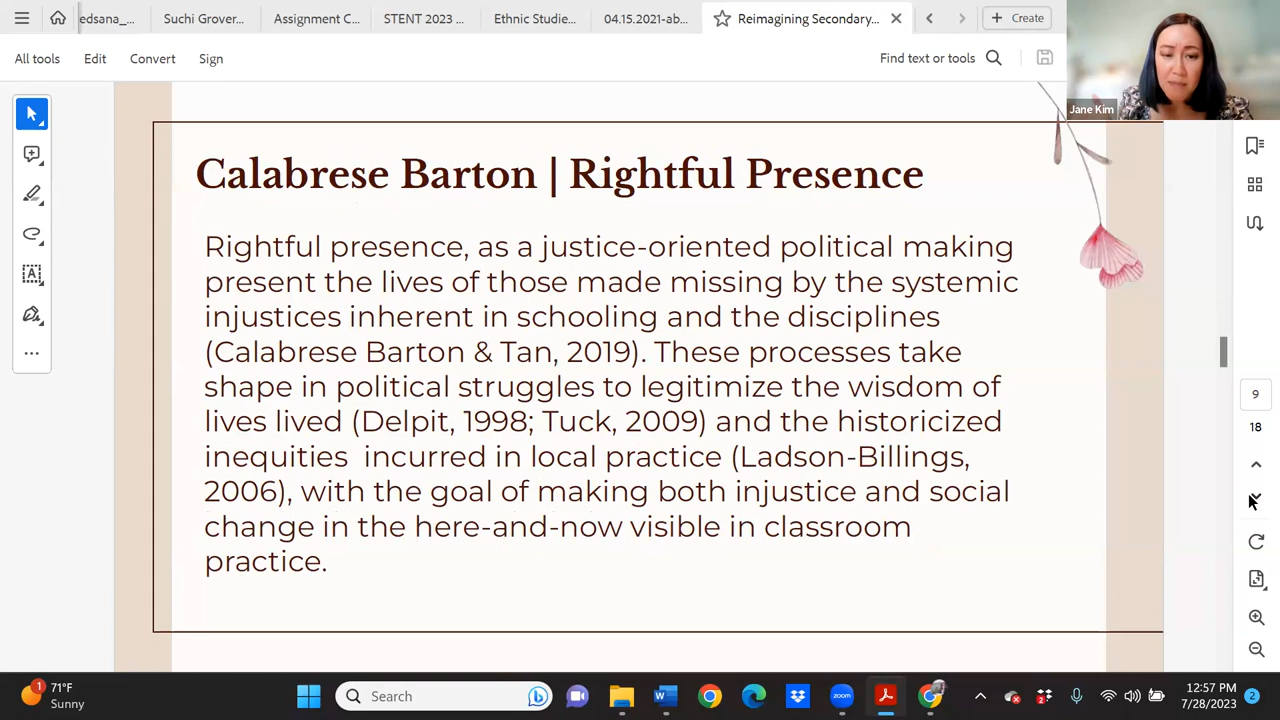 edsana_...
Suchi Grover...
Assignment C...
STENT 2023 ...
Ethnic Studie...
04.15.2021-ab...
Reimagining Secondary...
Create
All tools
Edit
Convert
Sign
Find text or tools
Jane Kim
Calabrese Barton | Rightful Presence
Rightful presence, as a justice-oriented political making
present the lives of those made missing by the systemic
injustices inherent in schooling and the disciplines
(Calabrese Barton & Tan, 2019). These processes take
shape in political struggles to legitimize the wisdom of
lives lived (Delpit, 1998; Tuck, 2009) and the historicized
inequities incurred in local practice (Ladson-Billings,
2006), with the goal of making both injustice and social
change in the here-and-now visible in classroom
practice.
9
18
1
71°F
Sunny
Search
12:57 PM
7/28/2023
2